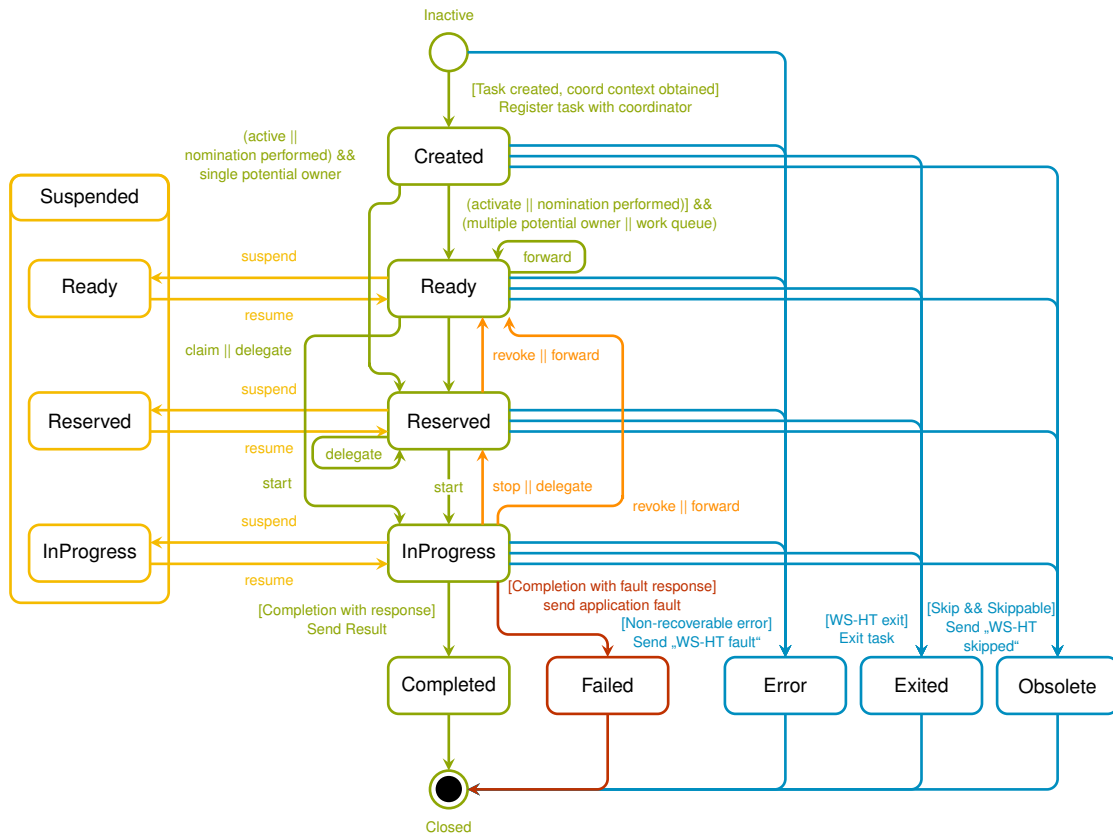 Inactive
[Task created, coord context obtained]
Register task with coordinator
(active ||
nomination performed) &&
single potential owner
Created
Suspended
(activate || nomination performed)] &&
(multiple potential owner || work queue)
forward
suspend
Ready
Ready
resume
claim || delegate
revoke || forward
suspend
Reserved
Reserved
resume
delegate
start
start
stop || delegate
revoke || forward
suspend
InProgress
InProgress
resume
[Completion with response]
Send Result
[Completion with fault response]
send application fault
[Non-recoverable error]
Send „WS-HT fault“
[WS-HT exit]
Exit task
[Skip && Skippable]
Send „WS-HT
skipped“
Completed
Failed
Error
Exited
Obsolete
Closed